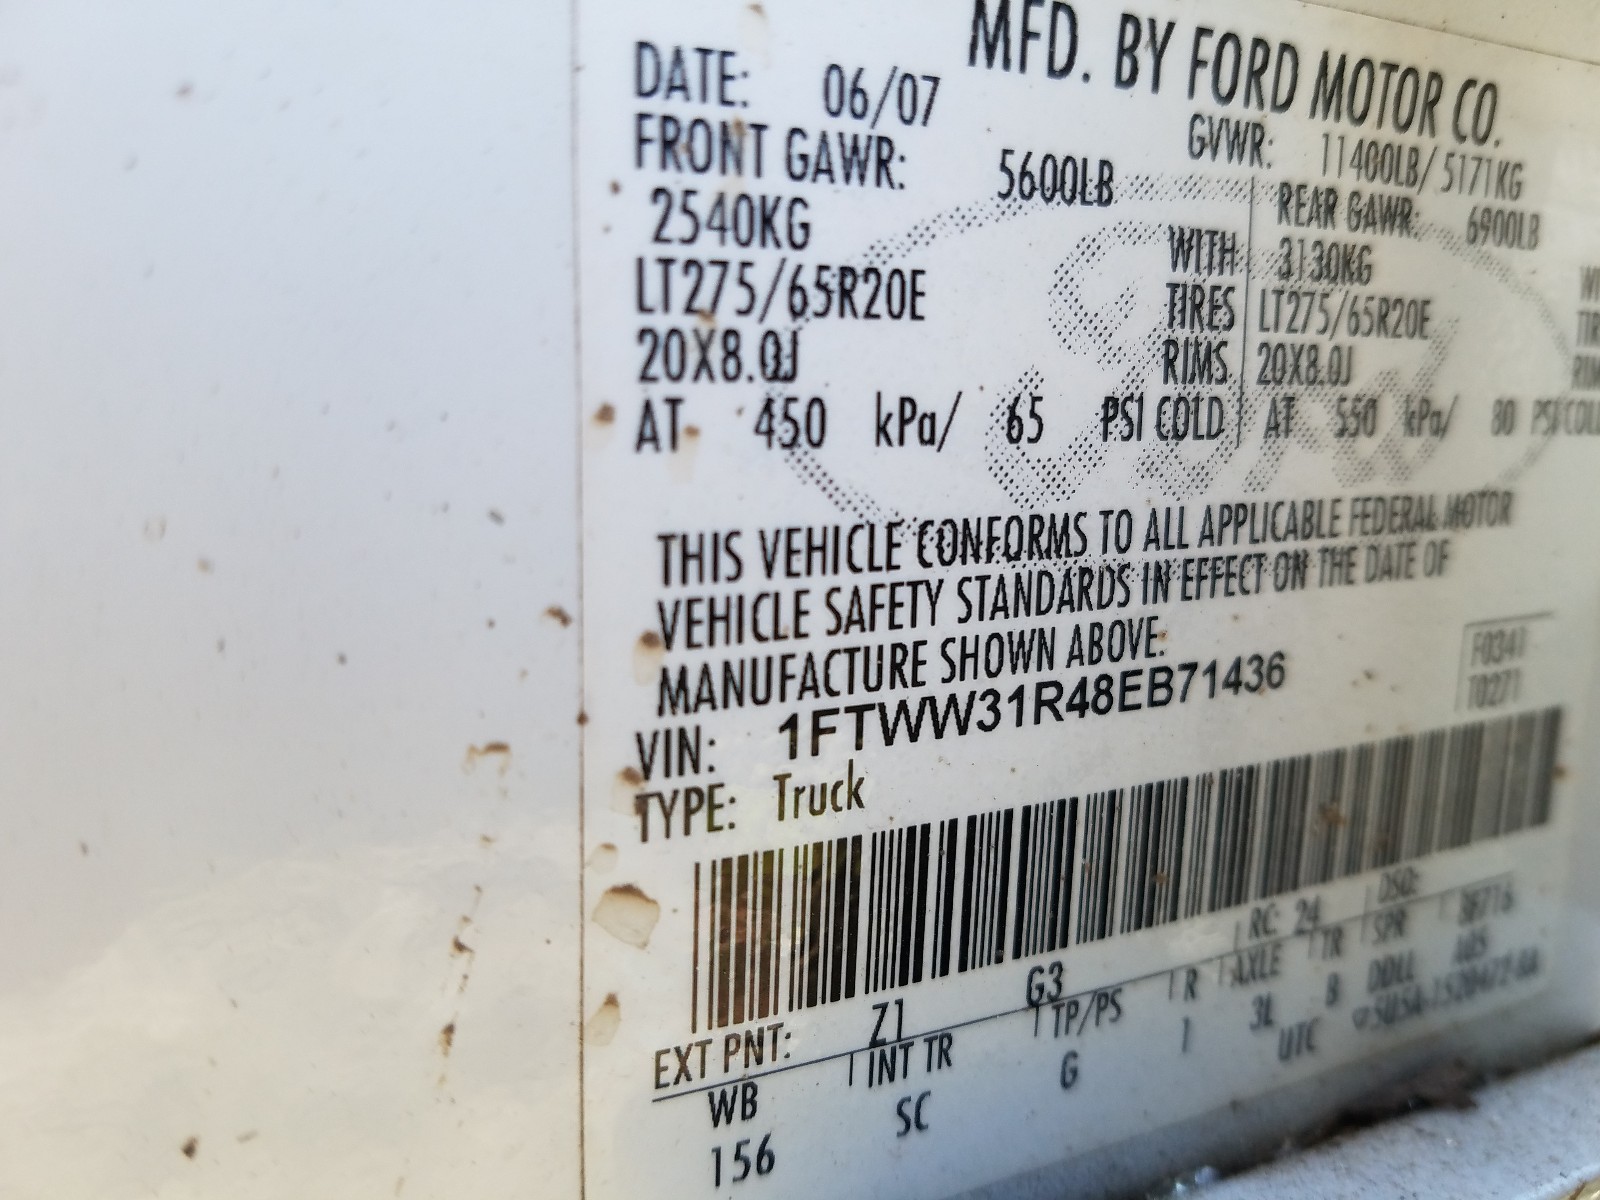 MFD. BY FORD MOTOR CO.
DATE: 06/07 GVWR: 11400LB/ 5171KG
FRONT GAWR: 5600LB REAR GAWR: 6900LB
2540KG WITH 3130KG
LT275/65R20E TIRES LT275/65R20E
20X8.0J RIMS 20X8.0J
AT 450 kPa/ 65 PSI COLD AT 550 kPa/ 80 PSI COL
THIS VEHICLE CONFORMS TO ALL APPLICABLE FEDERAL MOTOR
VEHICLE SAFETY STANDARDS IN EFFECT ON THE DATE OF
MANUFACTURE SHOWN ABOVE.
F0341
T0271
VIN: 1FTWW31R48EB71436
TYPE: Truck
EXT PNT: Z1 G3 RC: 24 DSO:
WB INT TR TP/PS R AXLE TR SPR
156 SC G I 3L B DDLL
UTC